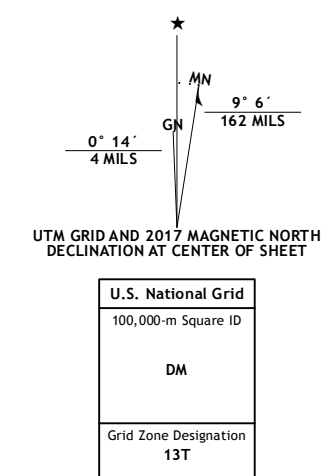 ★
MN
9° 6´
162 MILS
GN
0° 14´
4 MILS
UTM GRID AND 2017 MAGNETIC NORTH
DECLINATION AT CENTER OF SHEET
U.S. National Grid
100,000-m Square ID
DM
Grid Zone Designation
13T